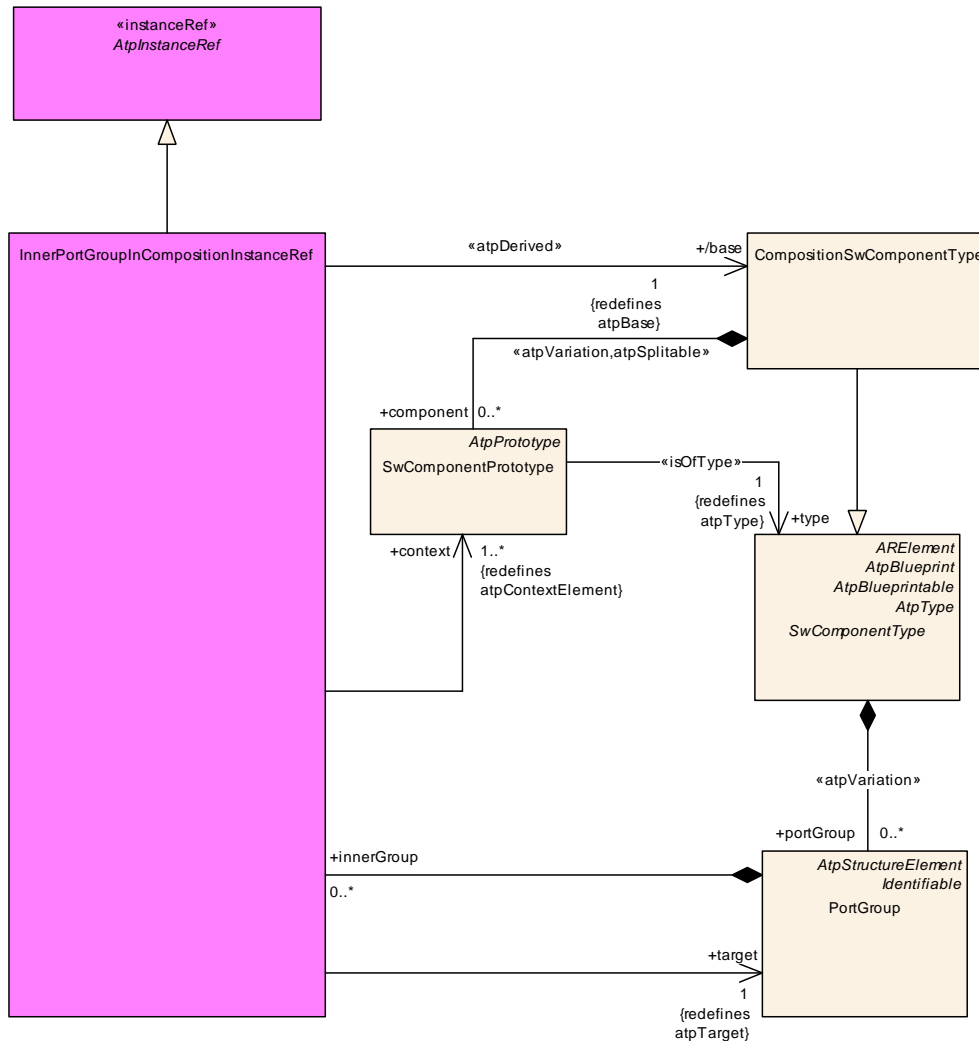 «instanceRef»
AtpInstanceRef
InnerPortGroupInCompositionInstanceRef
«atpDerived»
+/base
CompositionSwComponentType
1
{redefines
atpBase}
«atpVariation,atpSplitable»
+component
0..*
AtpPrototype
SwComponentPrototype
«isOfType»
1
{redefines
atpType}
+type
+context
1..*
{redefines
atpContextElement}
ARElement
AtpBlueprint
AtpBlueprintable
AtpType
SwComponentType
«atpVariation»
+portGroup
0..*
+innerGroup
0..*
AtpStructureElement
Identifiable
PortGroup
+target
1
{redefines
atpTarget}